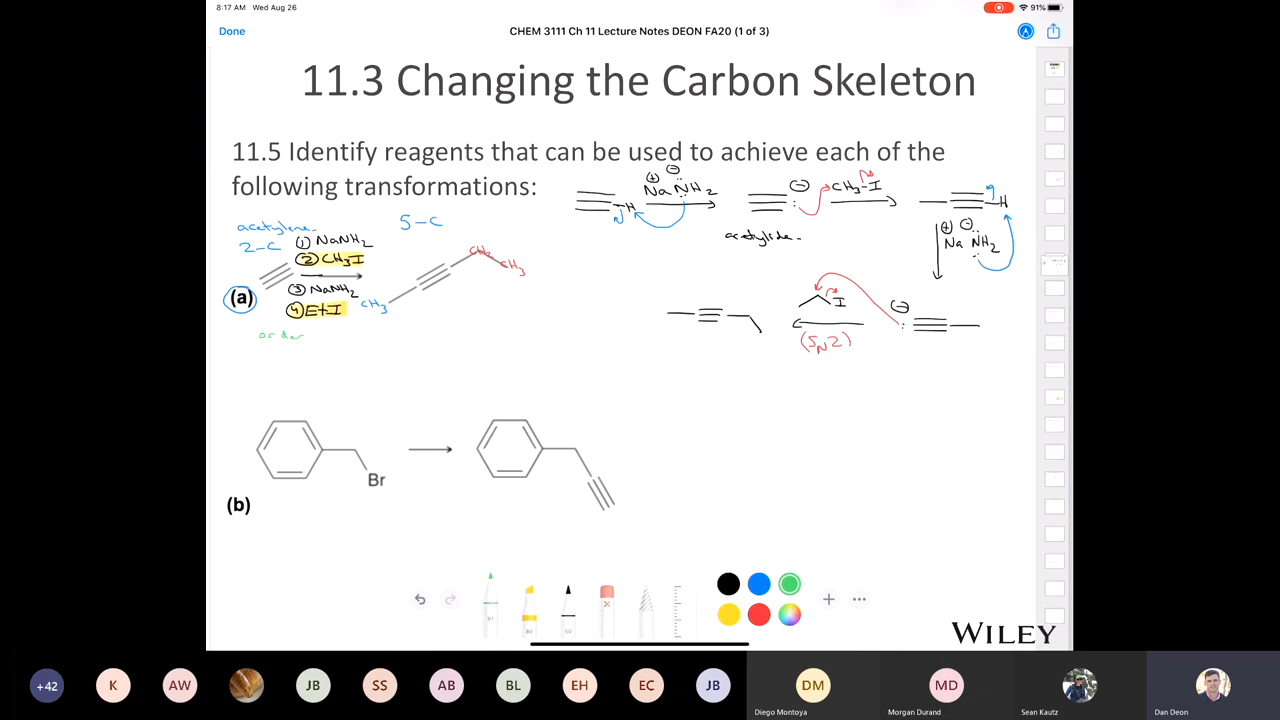 8:17 AM Wed Aug 26
91%
Done
CHEM 3111 Ch 11 Lecture Notes DEON FA20 (1 of 3)
11.3 Changing the Carbon Skeleton
11.5 Identify reagents that can be used to achieve each of the
following transformations:
acetylene
2-C
5-C
① NaNH2
② CH3I
③ NaNH2
④ EtI
(a)
order
CH3
CH2
CH3
H
⊕ ⊖
Na NH2
⊖
CH3-I
H
acetylide
⊕ ⊖
Na NH2
I
⊖
(SN2)
Br
(b)
WILEY
+42
K
AW
JB
SS
AB
BL
EH
EC
JB
DM
Diego Montoya
MD
Morgan Durand
Sean Kautz
Dan Deon